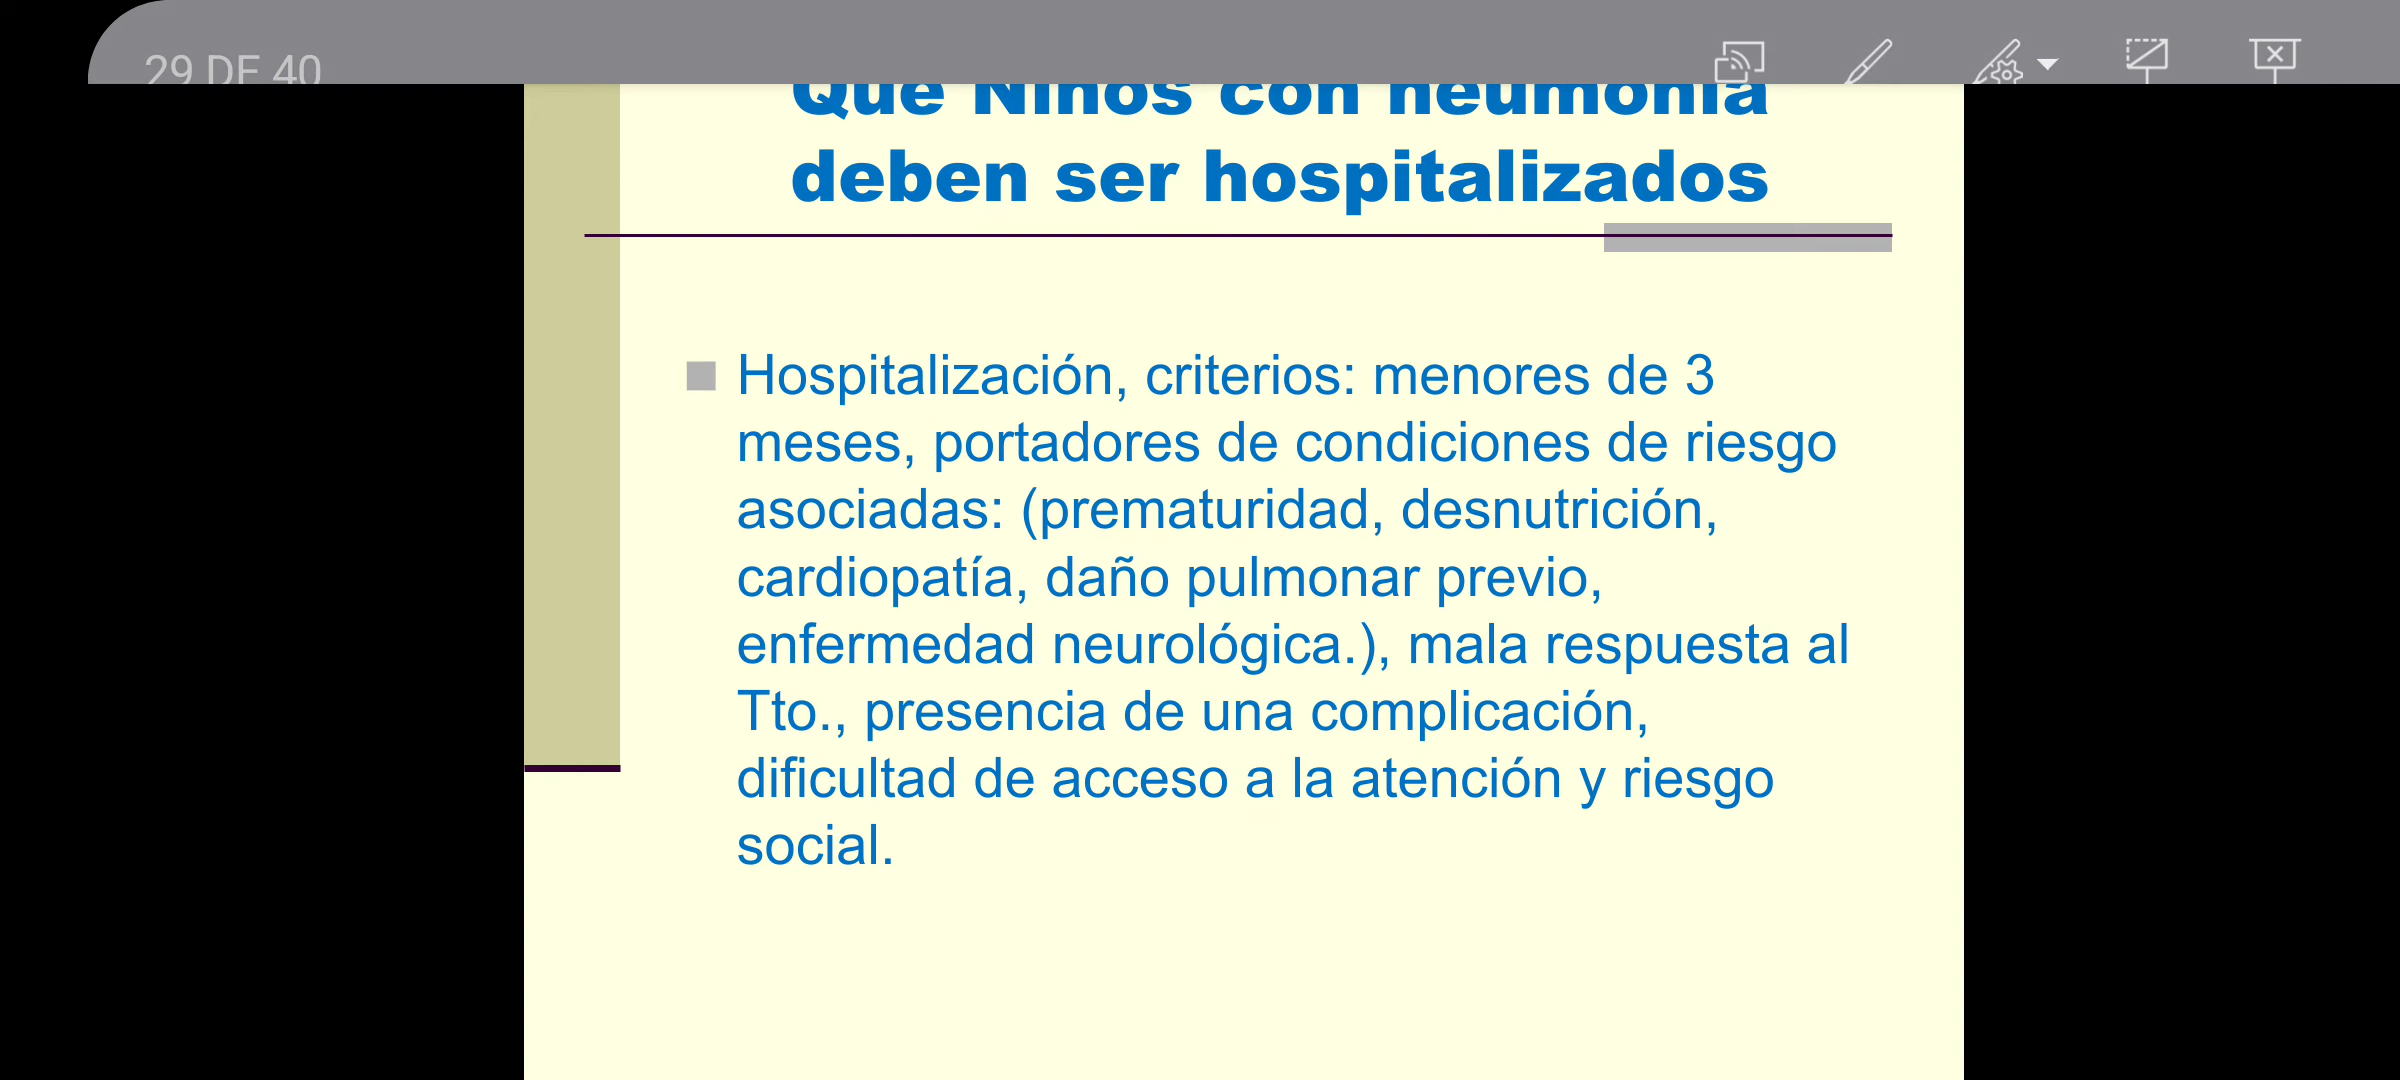 29 DE 40
Que Niños con neumonía
deben ser hospitalizados
Hospitalización, criterios: menores de 3
meses, portadores de condiciones de riesgo
asociadas: (prematuridad, desnutrición,
cardiopatía, daño pulmonar previo,
enfermedad neurológica.), mala respuesta al
Tto., presencia de una complicación,
dificultad de acceso a la atención y riesgo
social.